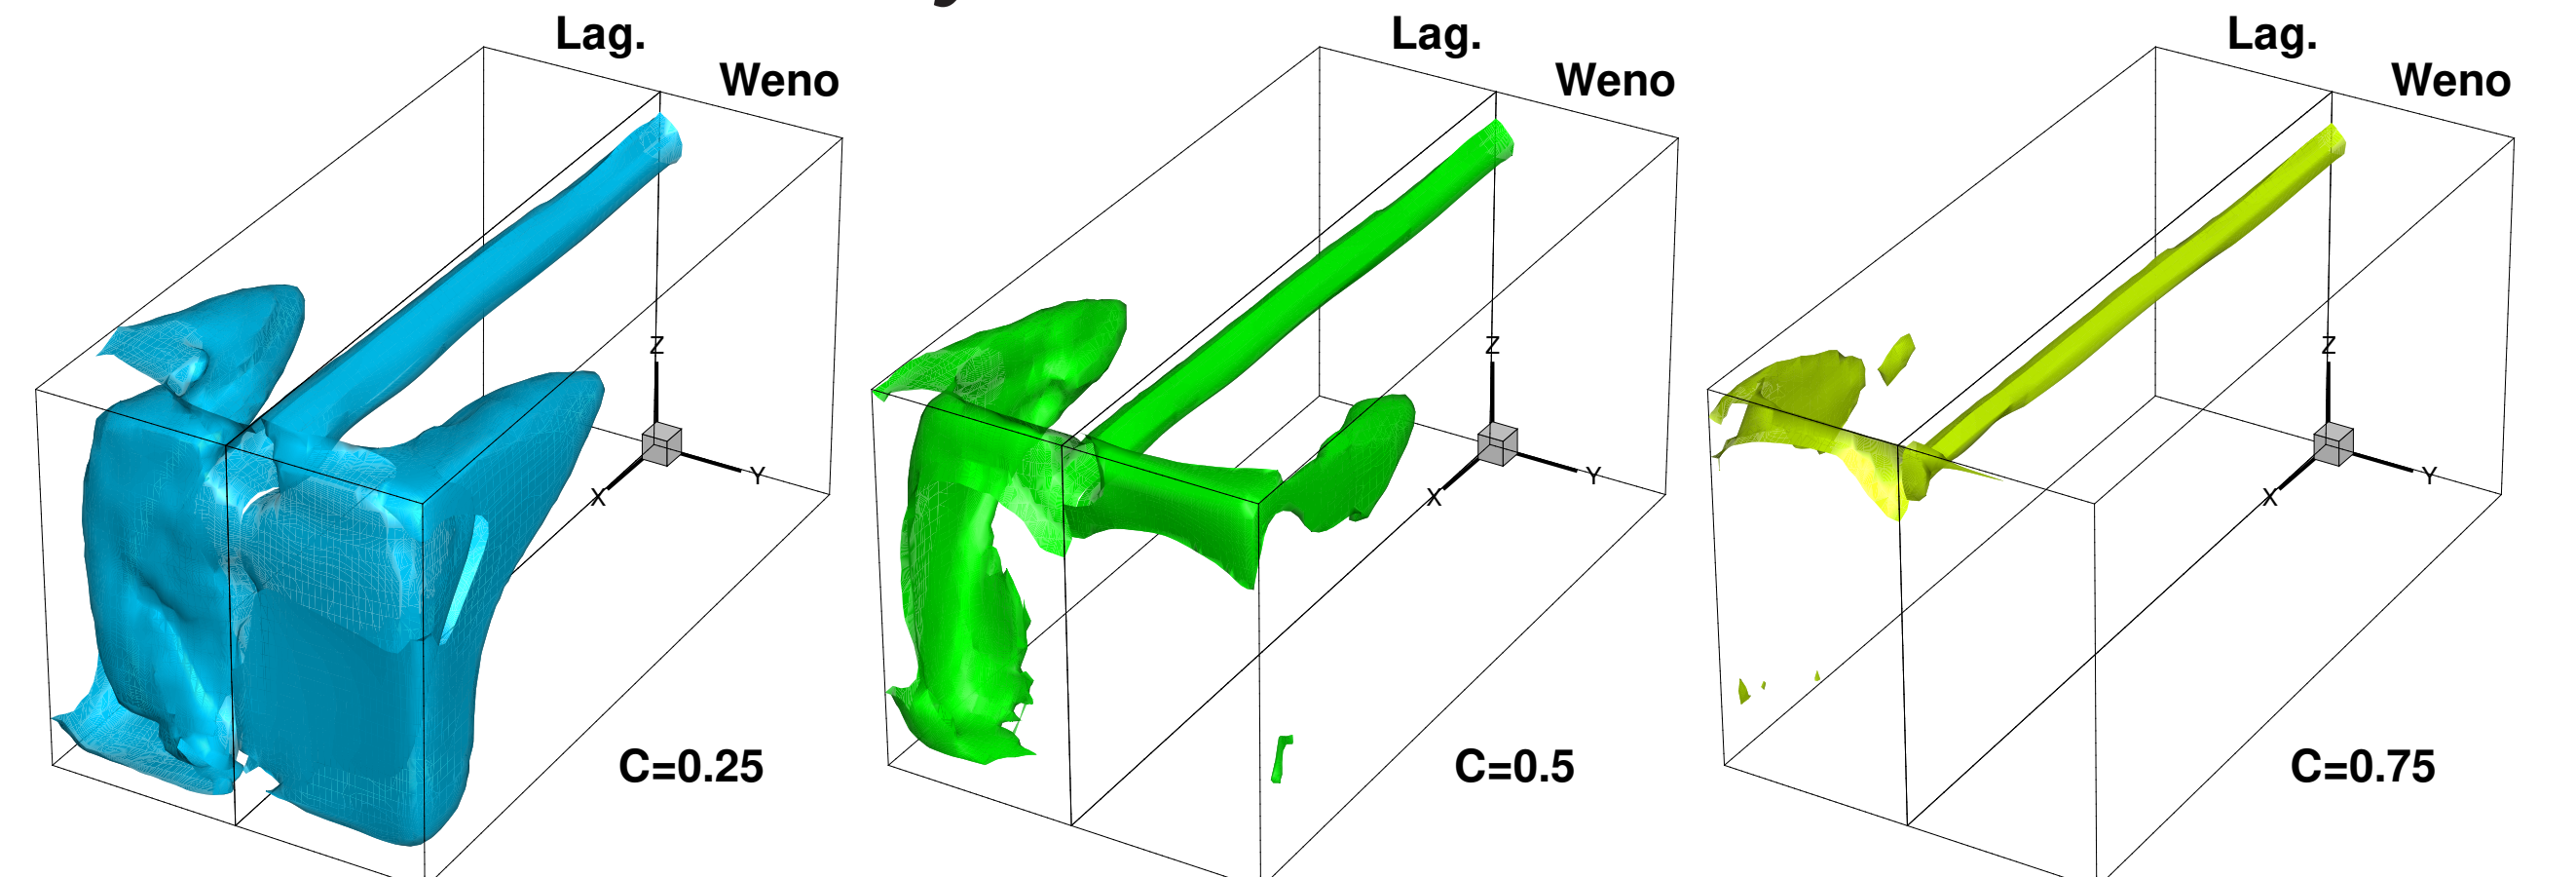 Lag.
Weno
Z
Y
X
C=0.25
Lag.
Weno
Z
Y
X
C=0.5
Lag.
Weno
Z
Y
X
C=0.75